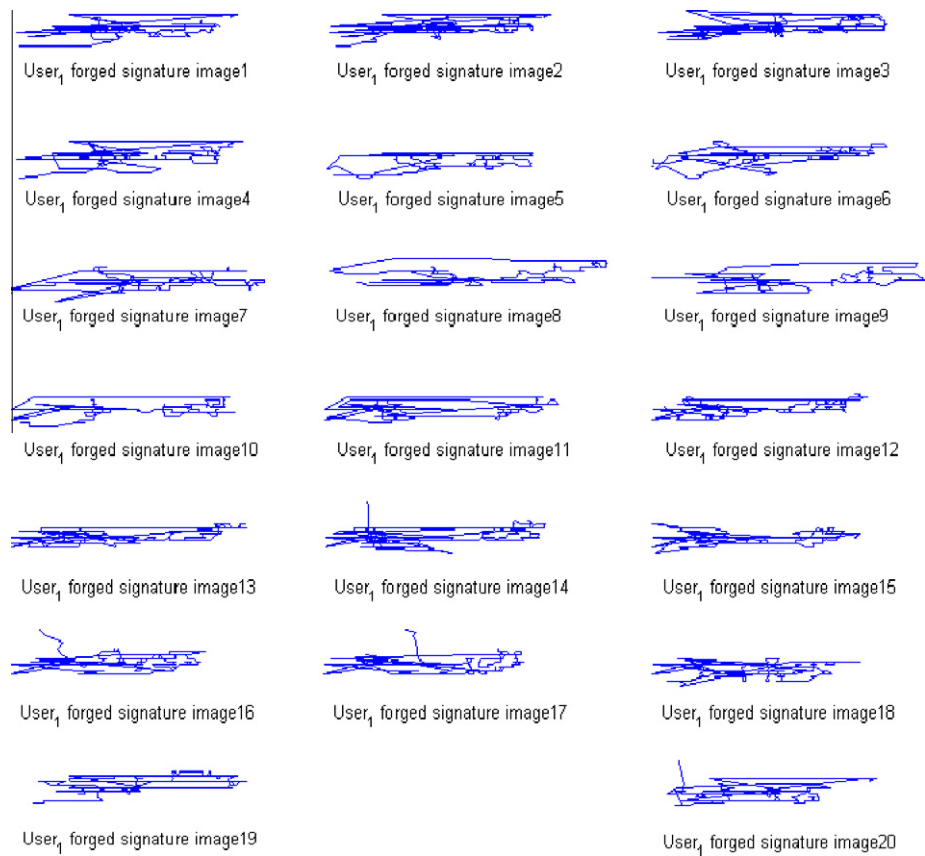 User₁ forged signature image1
User₁ forged signature image2
User₁ forged signature image3
User₁ forged signature image4
User₁ forged signature image5
User₁ forged signature image6
User₁ forged signature image7
User₁ forged signature image8
User₁ forged signature image9
User₁ forged signature image10
User₁ forged signature image11
User₁ forged signature image12
User₁ forged signature image13
User₁ forged signature image14
User₁ forged signature image15
User₁ forged signature image16
User₁ forged signature image17
User₁ forged signature image18
User₁ forged signature image19
User₁ forged signature image20